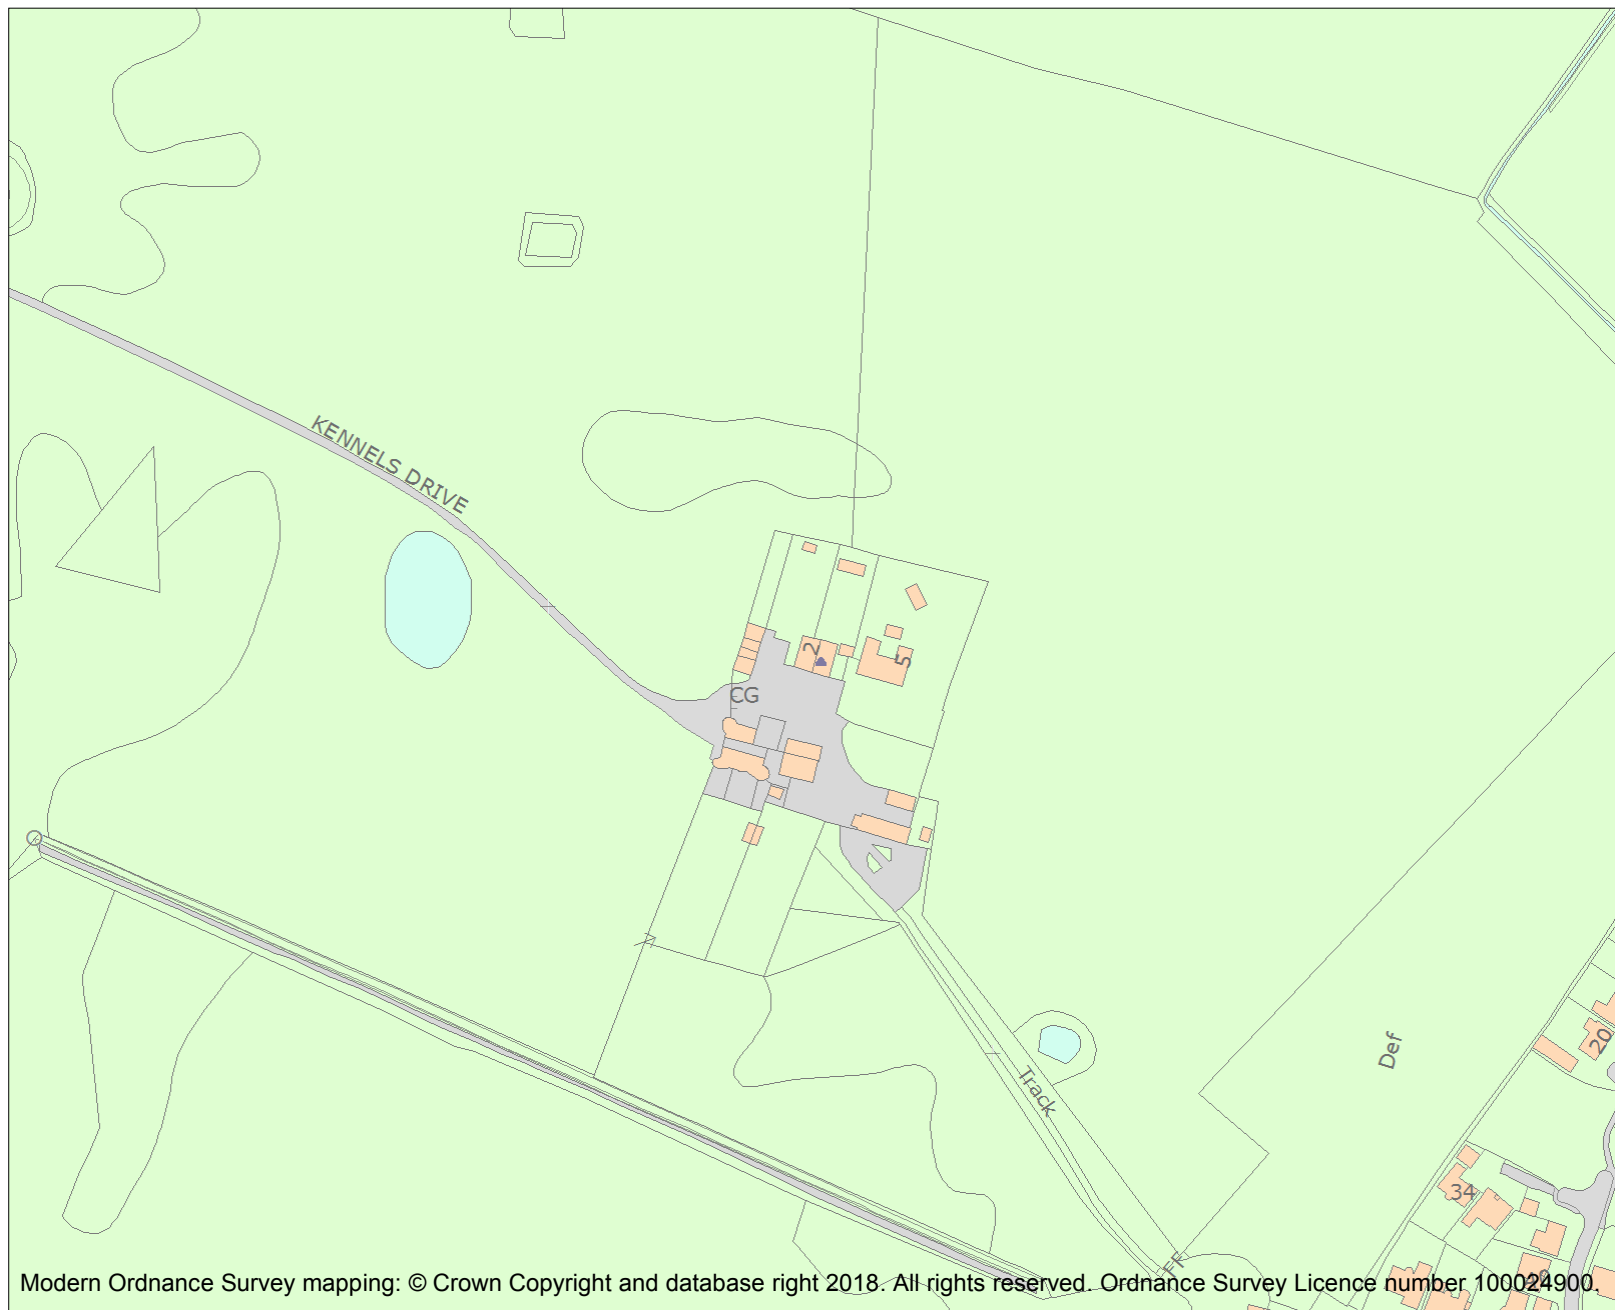 KENNELS DRIVE
2
5
CG
Track
Def
20
34
FF
Modern Ordnance Survey mapping: © Crown Copyright and database right 2018. All rights reserved. Ordnance Survey Licence number 100024900.